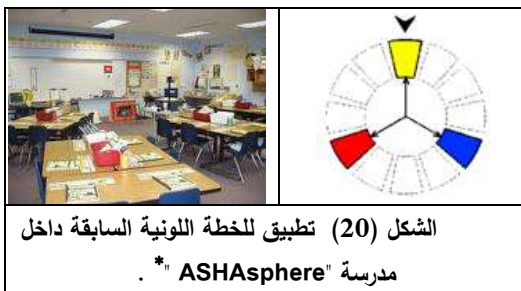 الشكل (20) تطبيق للخطة اللونية السابقة داخل
مدرسة "ASHAsphere "* .